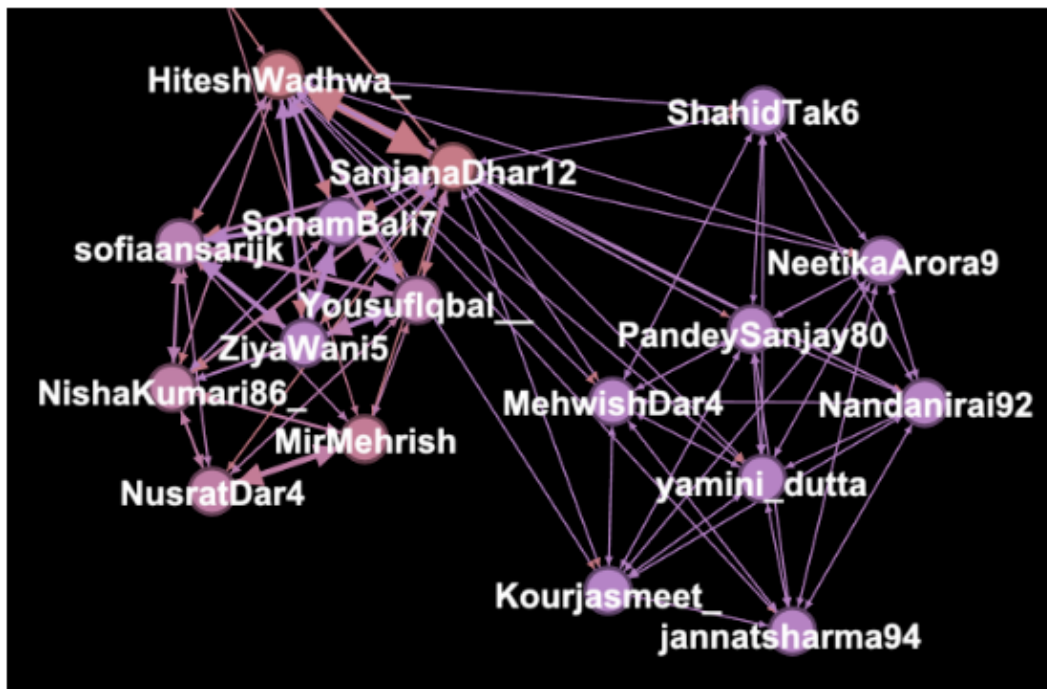 HiteshWadhwa_
ShahidTak6
SanjanaDhar12
SonamBali7
sofiaansarijk
NeetikaArora9
YousufIqbal__
PandeySanjay80
ZiyaWani5
NishaKumari86_
MehwishDar4
Nandanirai92
MirMehrish
NusratDar4
yamini_dutta
Kourjasmeet_
jannatsharma94